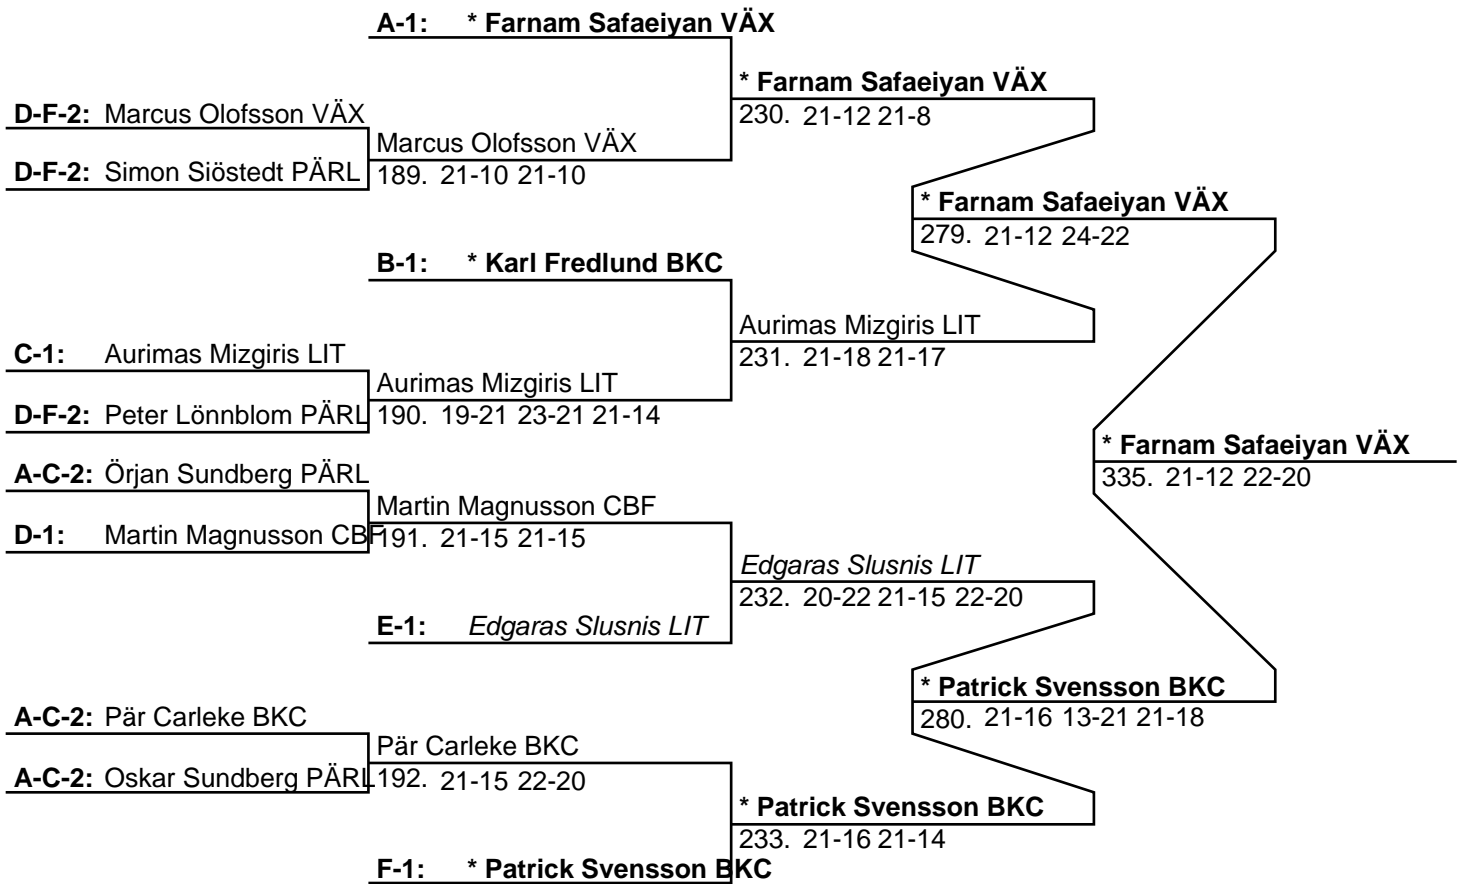 A-1: * Farnam Safaeiyan VÄX
* Farnam Safaeiyan VÄX
230. 21-12 21-8
D-F-2: Marcus Olofsson VÄX
Marcus Olofsson VÄX
D-F-2: Simon Siöstedt PÄRL
189. 21-10 21-10
* Farnam Safaeiyan VÄX
279. 21-12 24-22
B-1: * Karl Fredlund BKC
Aurimas Mizgiris LIT
231. 21-18 21-17
C-1: Aurimas Mizgiris LIT
Aurimas Mizgiris LIT
D-F-2: Peter Lönnblom PÄRL
190. 19-21 23-21 21-14
* Farnam Safaeiyan VÄX
335. 21-12 22-20
A-C-2: Örjan Sundberg PÄRL
Martin Magnusson CBF
D-1: Martin Magnusson CBF
191. 21-15 21-15
Edgaras Slusnis LIT
232. 20-22 21-15 22-20
E-1: Edgaras Slusnis LIT
* Patrick Svensson BKC
280. 21-16 13-21 21-18
A-C-2: Pär Carleke BKC
Pär Carleke BKC
A-C-2: Oskar Sundberg PÄRL
192. 21-15 22-20
* Patrick Svensson BKC
233. 21-16 21-14
F-1: * Patrick Svensson BKC